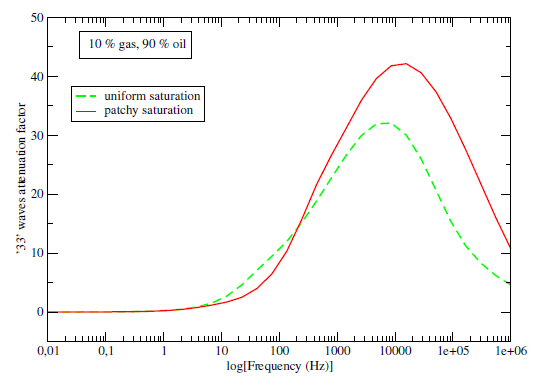 50
10 % gas, 90 % oil
40
uniform saturation
patchy saturation
30
20
10
0
'33' waves attenuation factor
0,01 0,1 1 10 100 1000 10000 1e+05 1e+06
log[Frequency (Hz)]